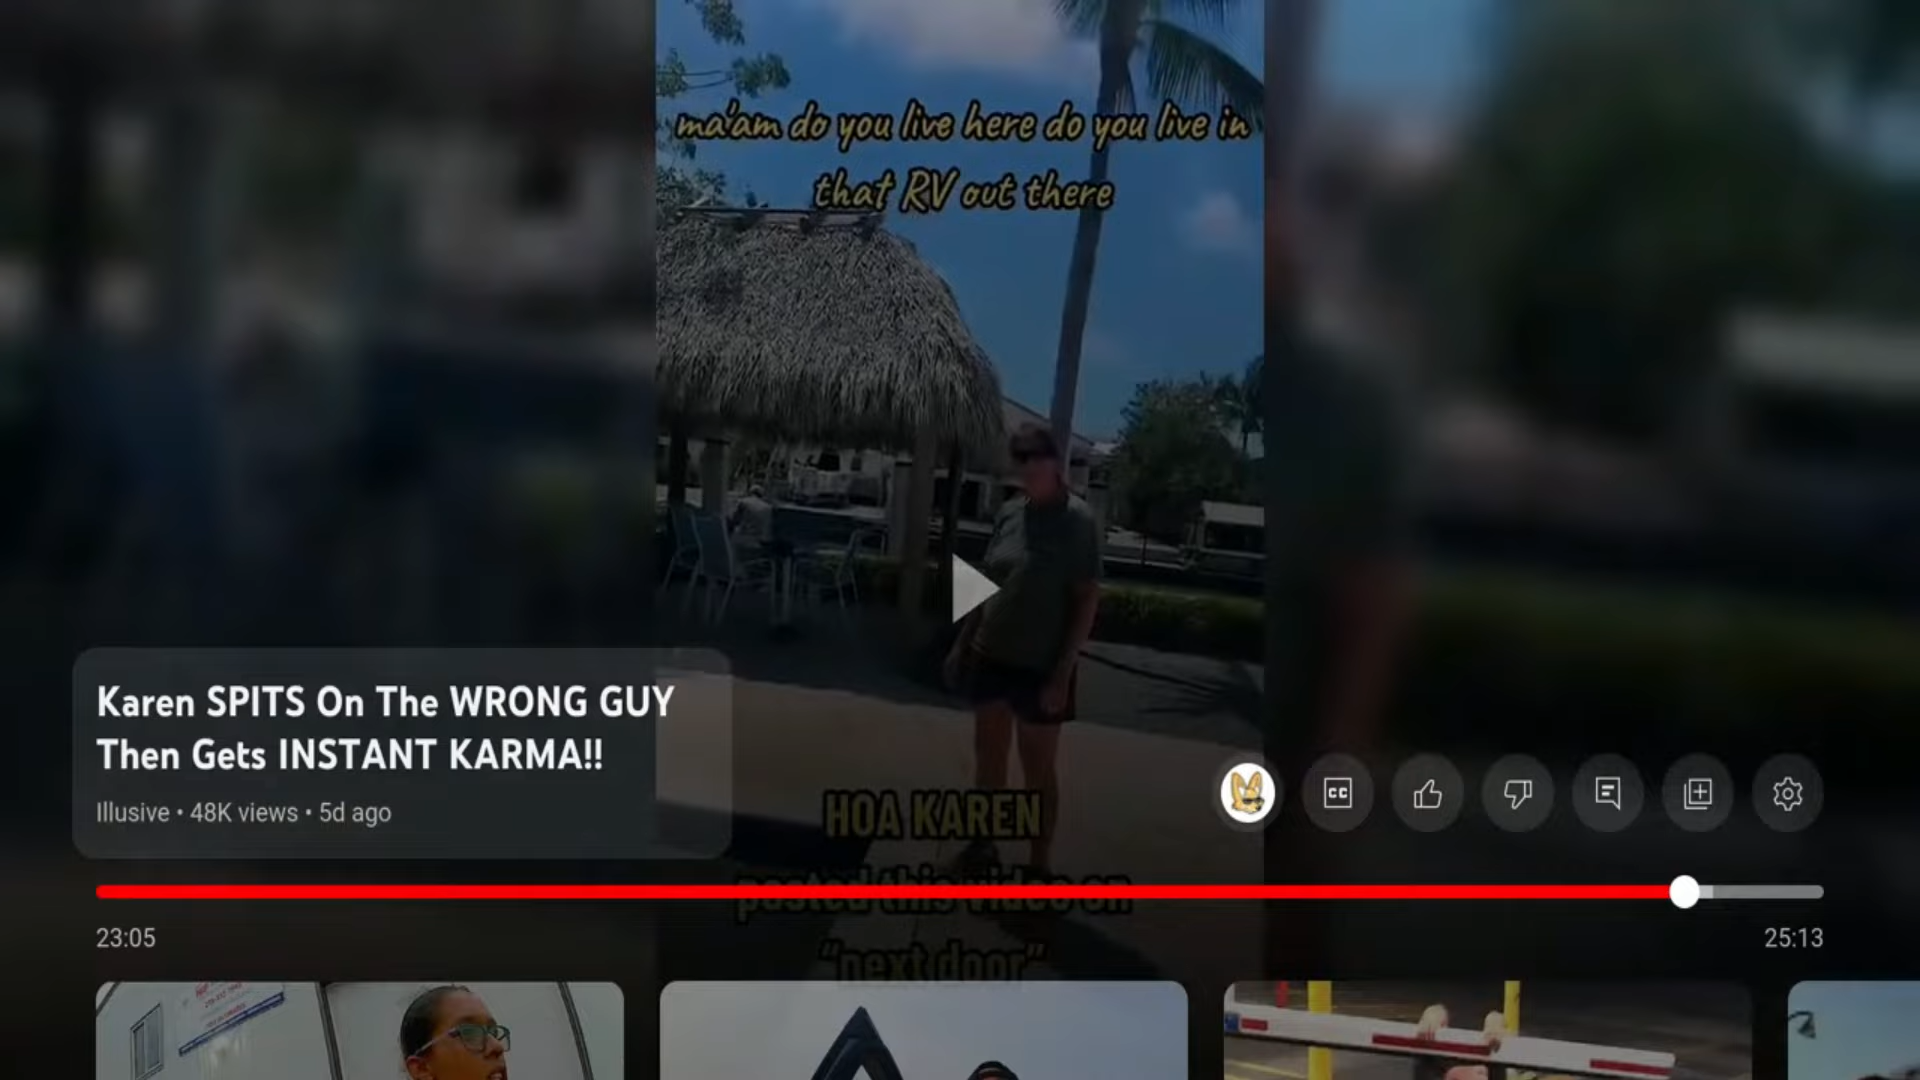 ma'am do you live here do you live in
that RV out there
Karen SPITS On The WRONG GUY
Then Gets INSTANT KARMA!!
Illusive • 48K views • 5d ago
HOA KAREN
posted this video on
"next door"
CC
23:05
25:13